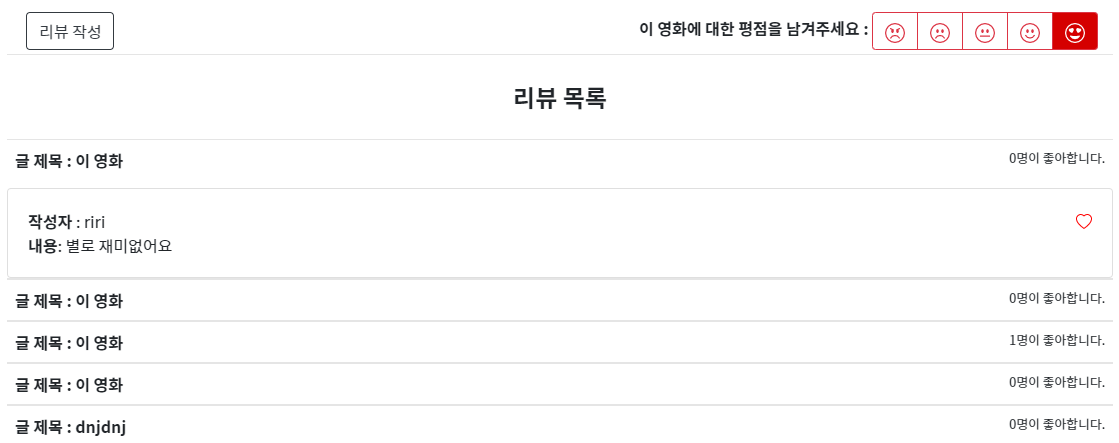 리뷰 작성
이 영화에 대한 평점을 남겨주세요 :
리뷰 목록
글 제목 : 이 영화
0명이 좋아합니다.
작성자 : riri
내용: 별로 재미없어요
글 제목 : 이 영화
0명이 좋아합니다.
글 제목 : 이 영화
1명이 좋아합니다.
글 제목 : 이 영화
0명이 좋아합니다.
글 제목 : dnjdnj
0명이 좋아합니다.